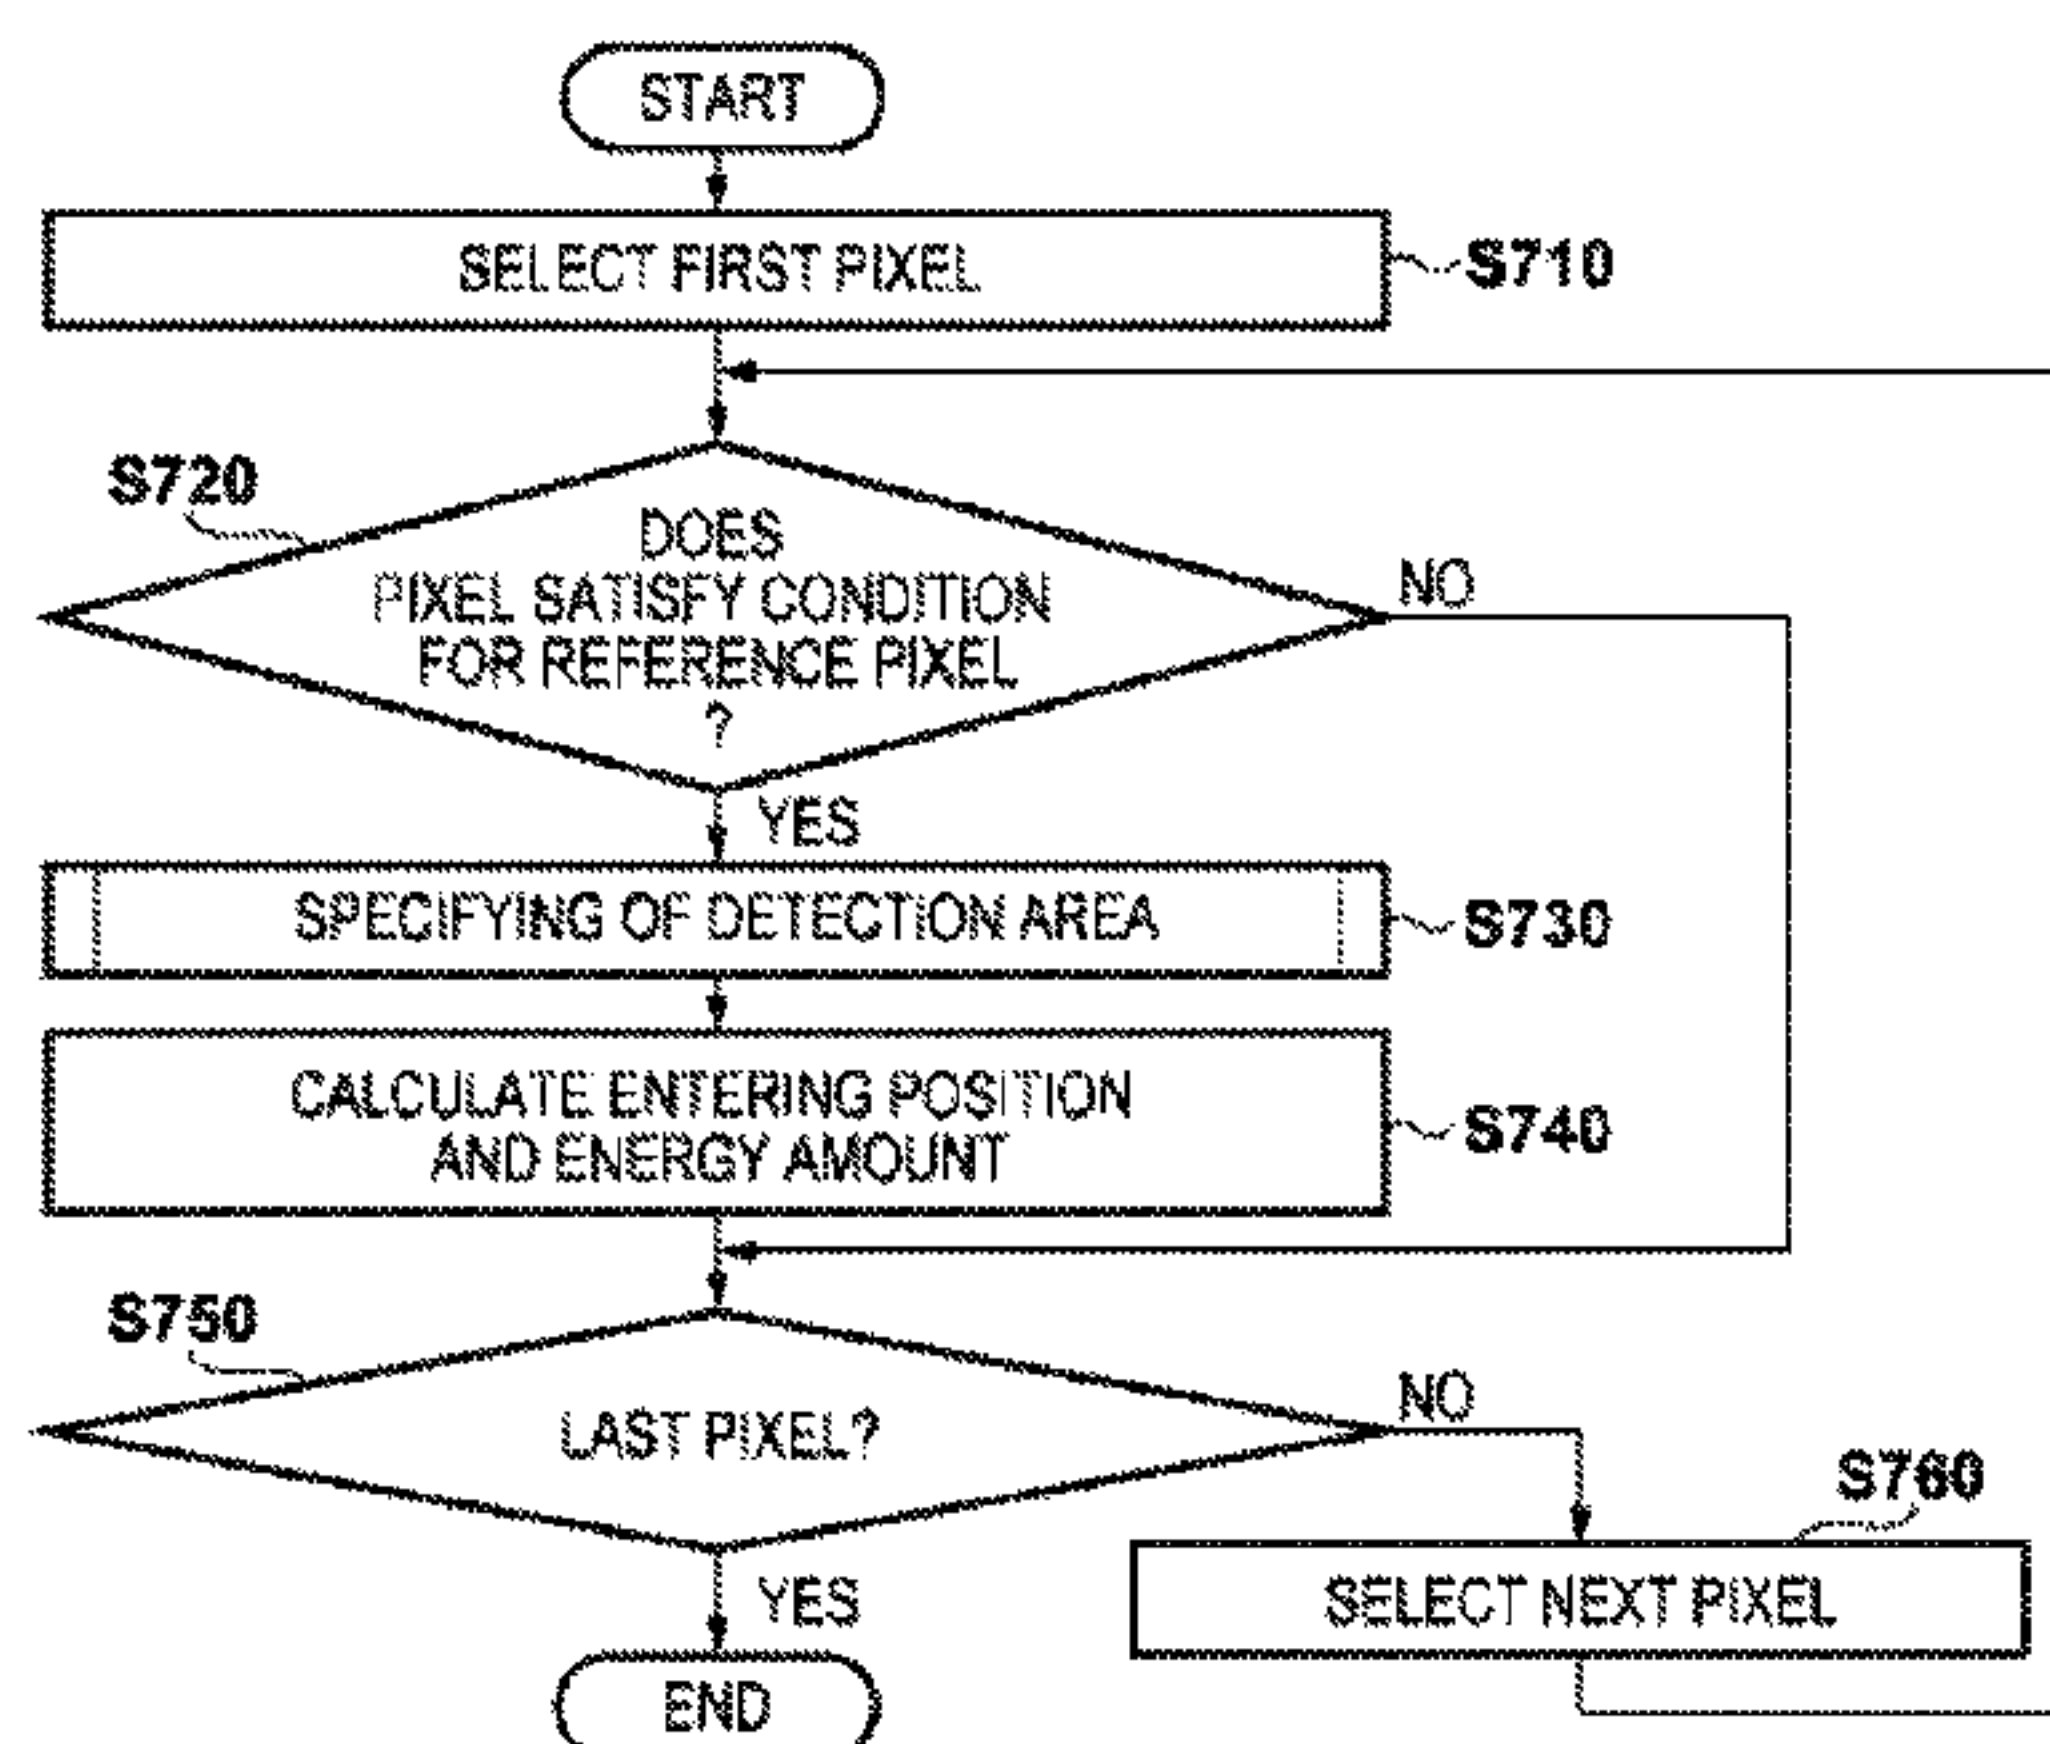 START
SELECT FIRST PIXEL
S710
S720
DOES
PIXEL SATISFY CONDITION
FOR REFERENCE PIXEL
?
NO
YES
SPECIFYING OF DETECTION AREA
S730
CALCULATE ENTERING POSITION
AND ENERGY AMOUNT
S740
S750
LAST PIXEL?
NO
S760
SELECT NEXT PIXEL
YES
END